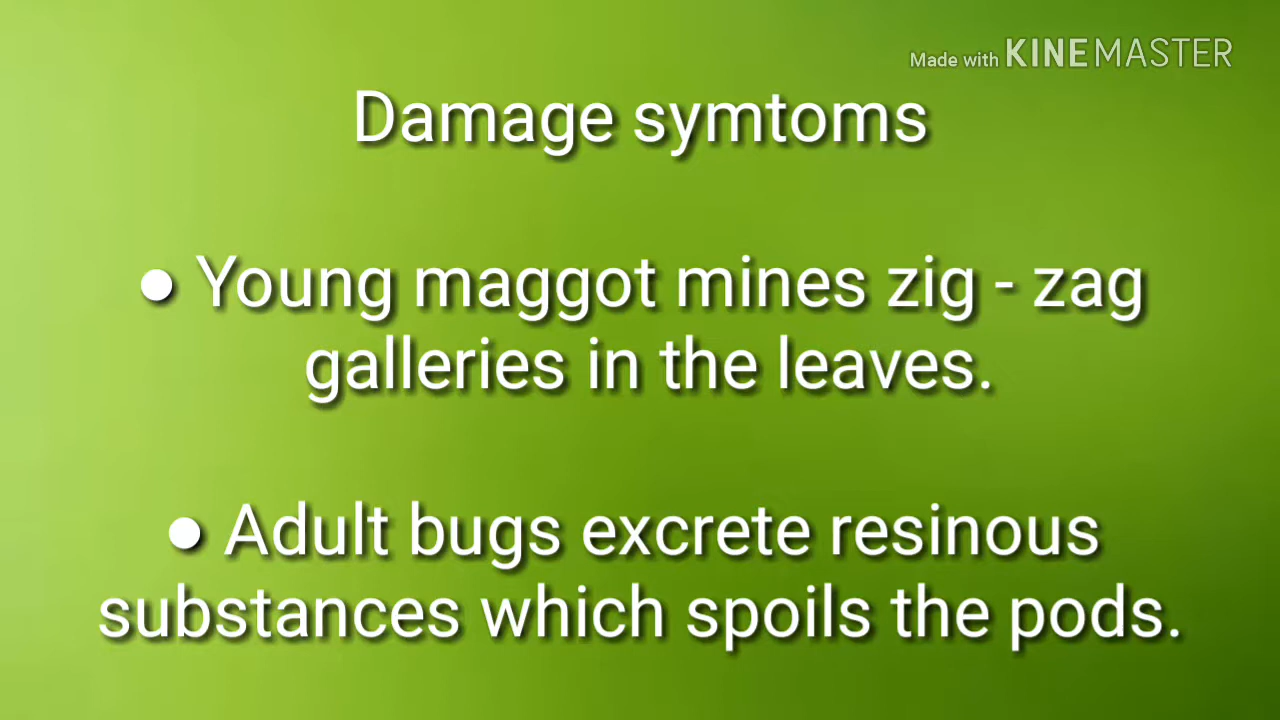 Made with KINEMASTER
Damage symtoms
● Young maggot mines zig - zag
galleries in the leaves.
● Adult bugs excrete resinous
substances which spoils the pods.